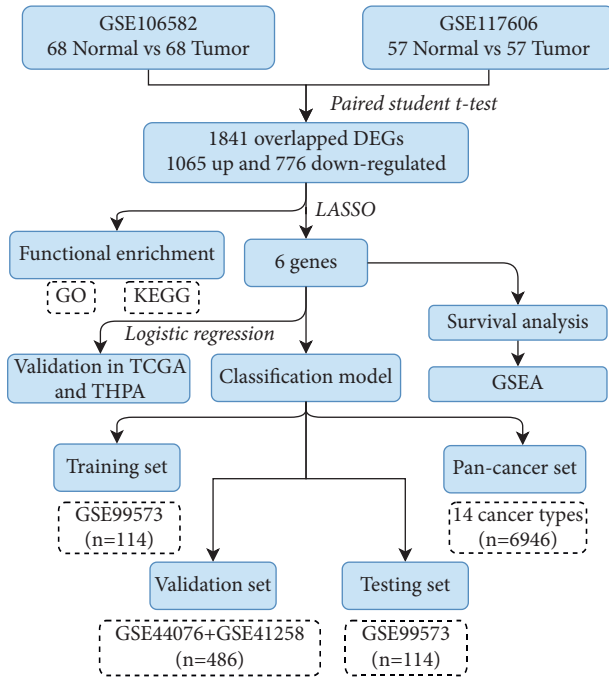 GSE106582
68 Normal vs 68 Tumor
GSE117606
57 Normal vs 57 Tumor
Paired student t-test
1841 overlapped DEGs
1065 up and 776 down-regulated
LASSO
Functional enrichment
GO
KEGG
6 genes
Survival analysis
Logistic regression
Validation in TCGA
and THPA
Classification model
GSEA
Training set
GSE99573
(n=114)
Pan-cancer set
14 cancer types
(n=6946)
Validation set
GSE44076+GSE41258
(n=486)
Testing set
GSE99573
(n=114)